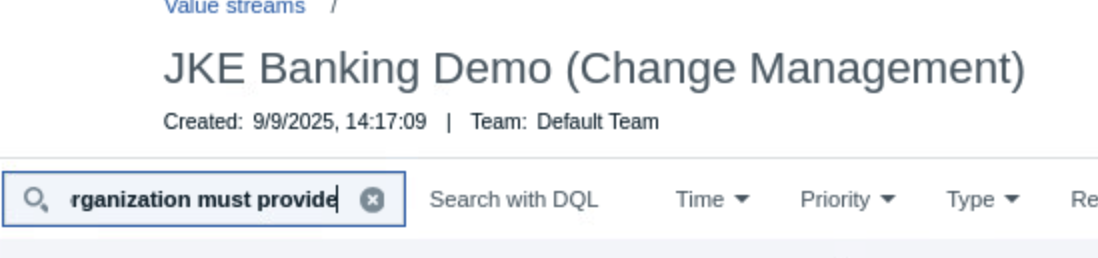 Value streams /
JKE Banking Demo (Change Management)
Created: 9/9/2025, 14:17:09 | Team: Default Team
rganization must provide Search with DQL Time Priority Type Re